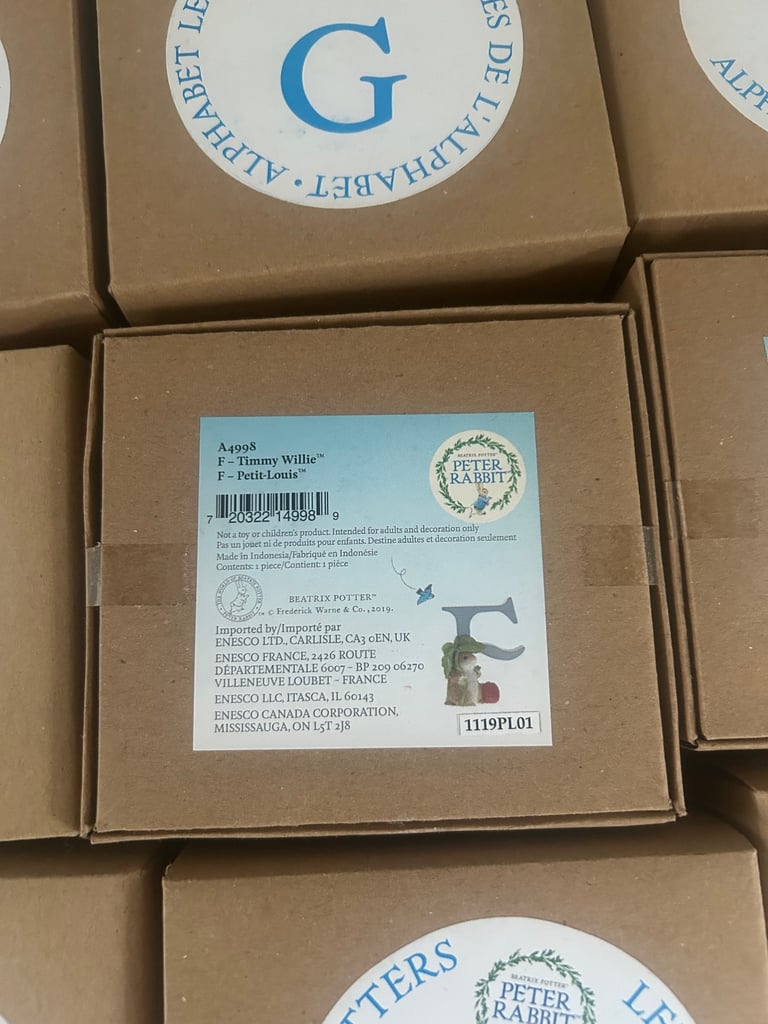 ALPHABET LE
ES DE L'ALPHABET •
G
ALPH
A4998
F – Timmy Willie™
F – Petit-Louis™
BEATRIX POTTER™
PETER
RABBIT
7 20322 14998 9
Not a toy or children's product. Intended for adults and decoration only
Pas un jouet ni de produits pour enfants. Destine adultes et decoration seulement
Made in Indonesia/Fabriqué en Indonésie
Contents: 1 piece/Contient: 1 pièce
BEATRIX POTTER™
™ © Frederick Warne & Co., 2019.
Imported by/Importé par
ENESCO LTD., CARLISLE, CA3 0EN, UK
ENESCO FRANCE, 2426 ROUTE
DÉPARTEMENTALE 6007 – BP 209 06270
VILLENEUVE LOUBET – FRANCE
ENESCO LLC, ITASCA, IL 60143
ENESCO CANADA CORPORATION,
MISSISSAUGA, ON L5T 2J8
F
1119PL01
TTERS
LE
BEATRIX POTTER™
PETER
RABBIT